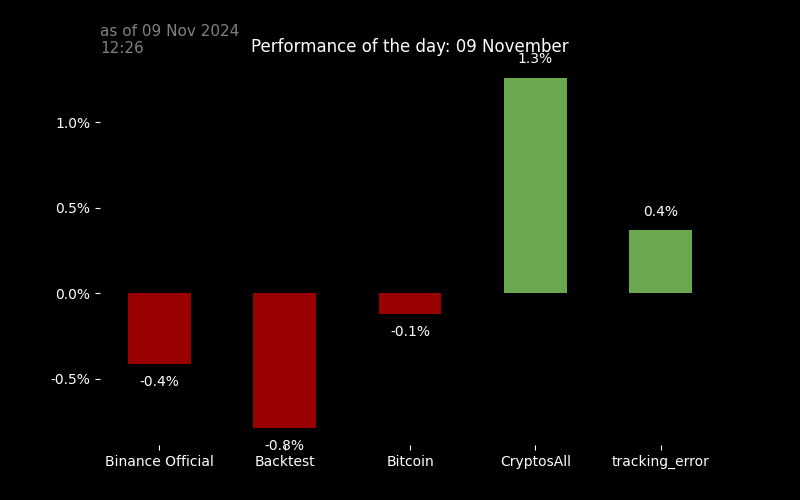 as of 09 Nov 2024
12:26
Performance of the day: 09 November
1.3%
1.0%
0.5%
0.4%
0.0%
-0.1%
-0.5%
-0.4%
-0.8%
Binance Official
Backtest
Bitcoin
CryptosAll
tracking_error